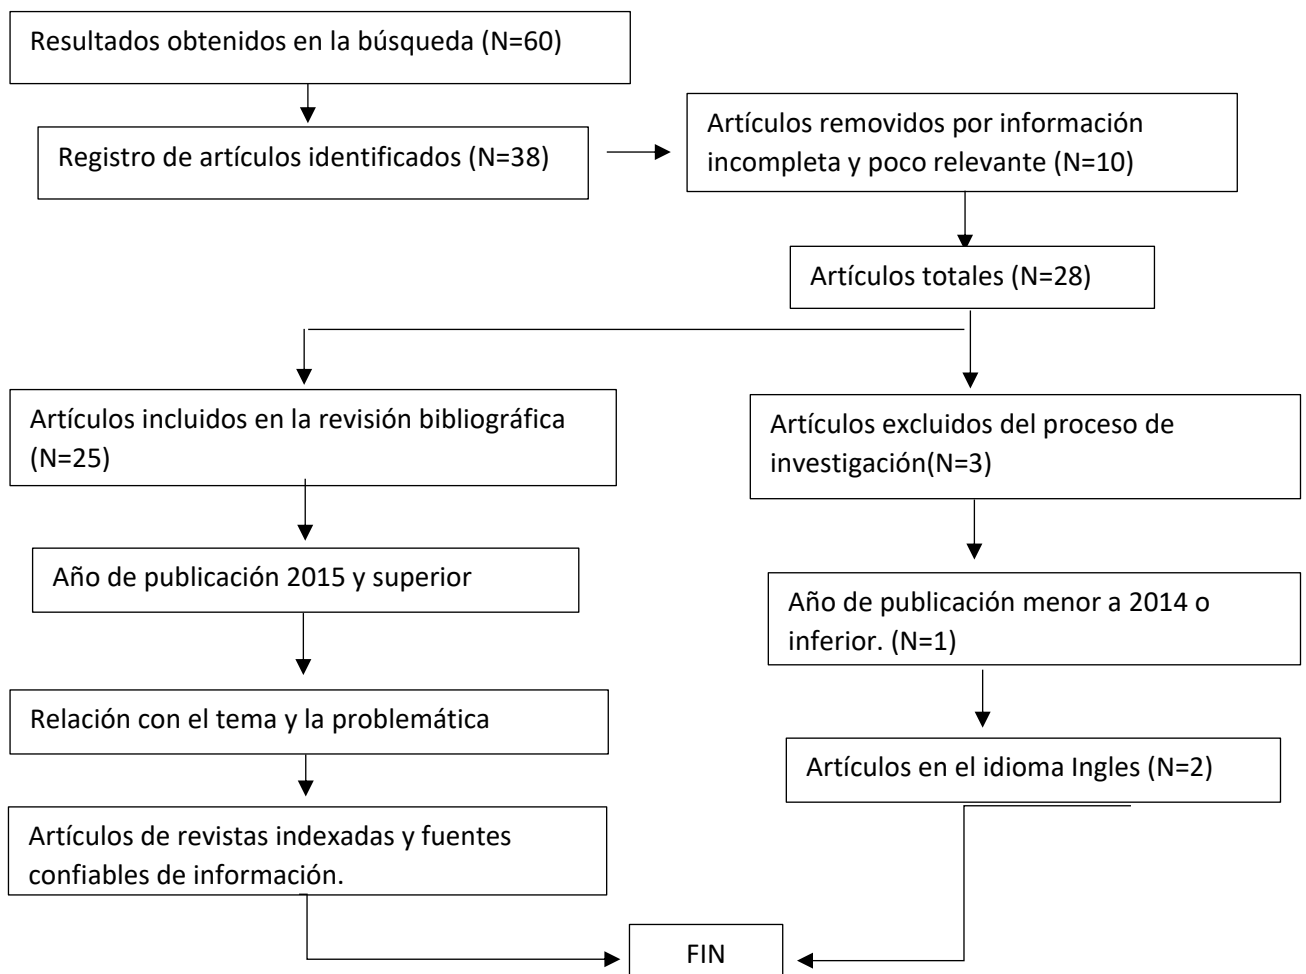 Resultados obtenidos en la búsqueda (N=60)
Registro de artículos identificados (N=38)
Artículos removidos por información
incompleta y poco relevante (N=10)
Artículos totales (N=28)
Artículos incluidos en la revisión bibliográfica
(N=25)
Año de publicación 2015 y superior
Relación con el tema y la problemática
Artículos de revistas indexadas y fuentes
confiables de información.
Artículos excluidos del proceso de
investigación(N=3)
Año de publicación menor a 2014 o
inferior. (N=1)
Artículos en el idioma Ingles (N=2)
FIN